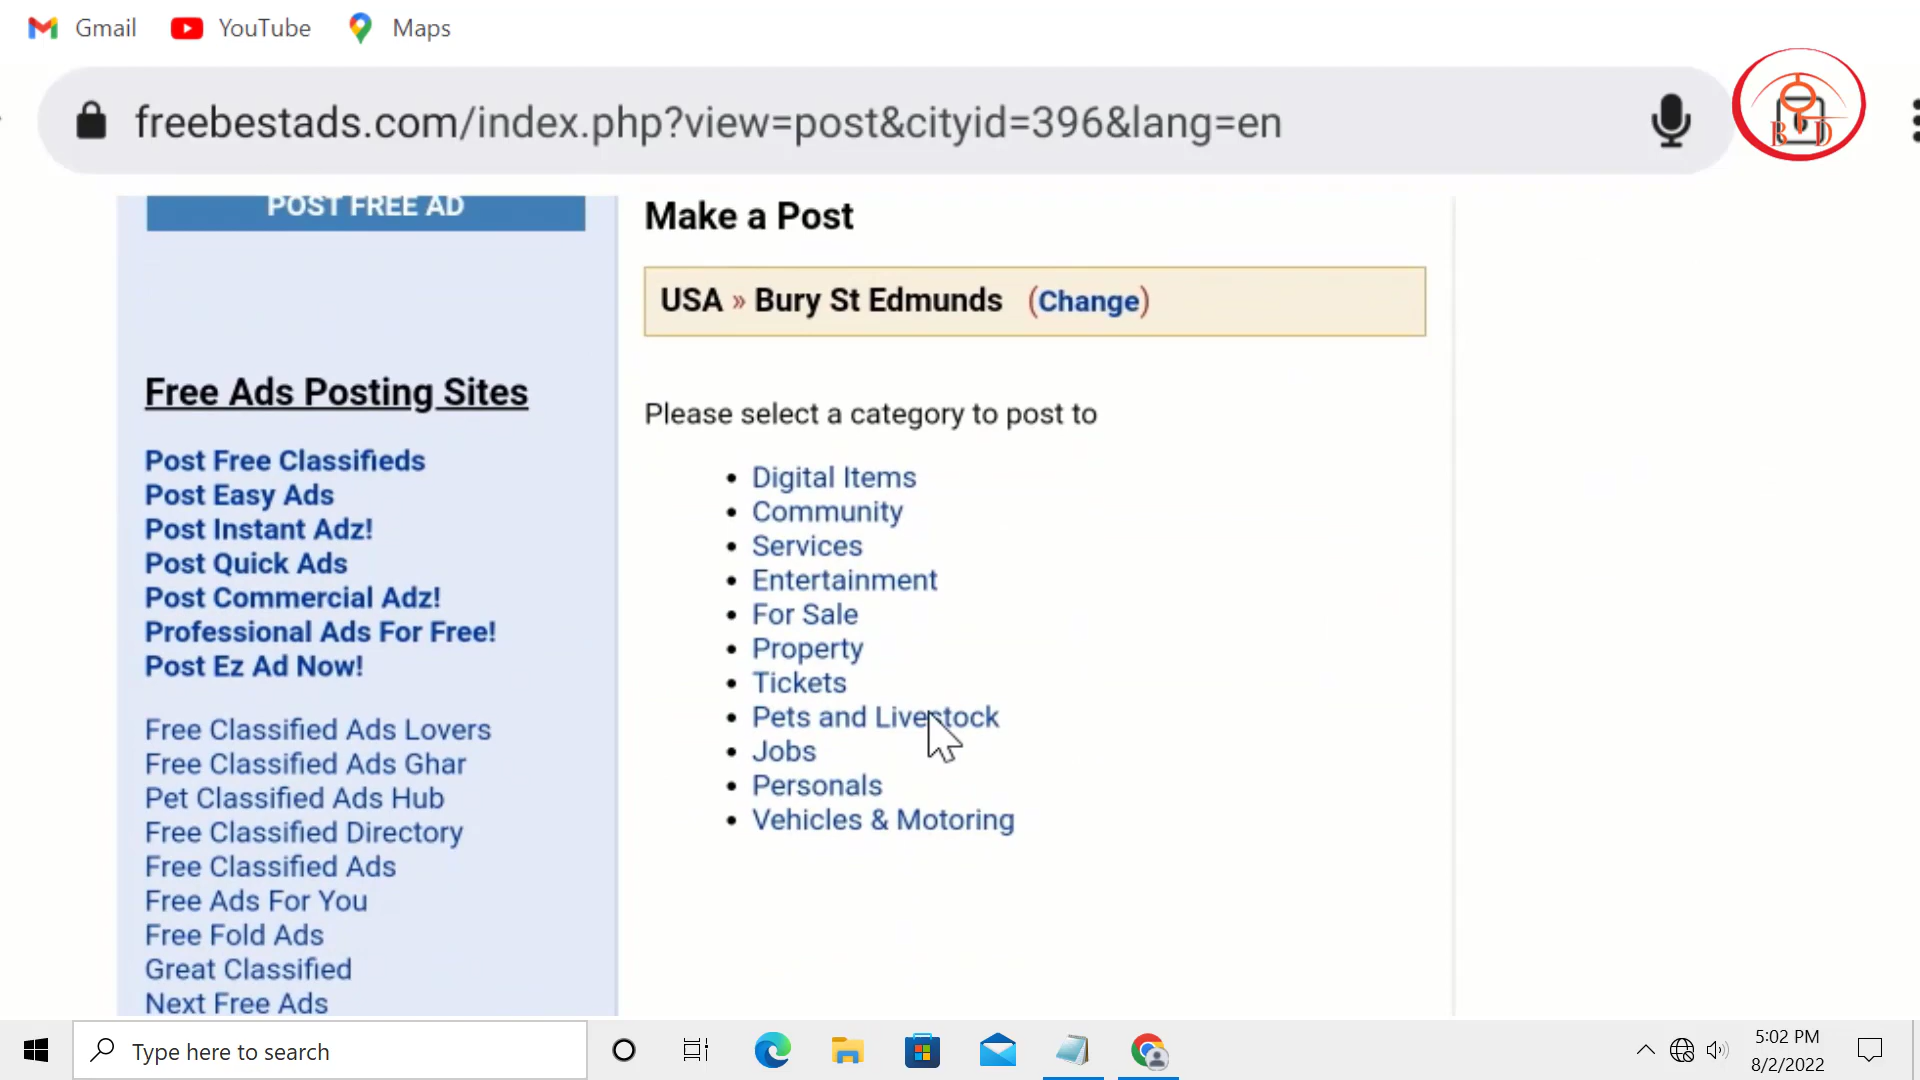 Gmail YouTube Maps
freebestads.com/index.php?view=post&cityid=396&lang=en
B D
POST FREE AD
Free Ads Posting Sites
Post Free Classifieds
Post Easy Ads
Post Instant Adz!
Post Quick Ads
Post Commercial Adz!
Professional Ads For Free!
Post Ez Ad Now!
Free Classified Ads Lovers
Free Classified Ads Ghar
Pet Classified Ads Hub
Free Classified Directory
Free Classified Ads
Free Ads For You
Free Fold Ads
Great Classified
Next Free Ads
Make a Post
USA » Bury St Edmunds (Change)
Please select a category to post to
• Digital Items
• Community
• Services
• Entertainment
• For Sale
• Property
• Tickets
• Pets and Livestock
• Jobs
• Personals
• Vehicles & Motoring
Type here to search
5:02 PM
8/2/2022